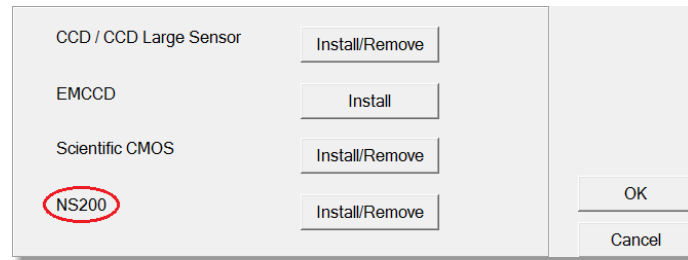 CCD / CCD Large Sensor Install/Remove
EMCCD Install
Scientific CMOS Install/Remove
NS200 Install/Remove
OK
Cancel